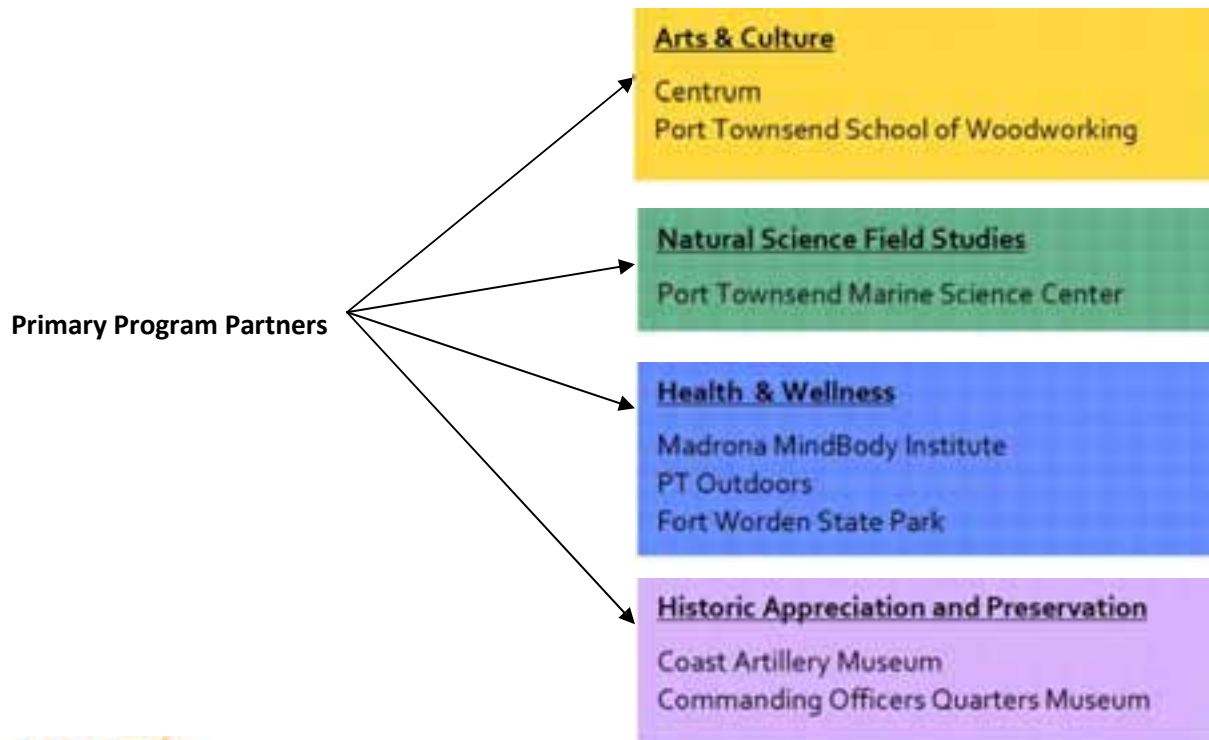 Primary Program Partners
Arts & Culture
Centrum
Port Townsend School of Woodworking
Natural Science Field Studies
Port Townsend Marine Science Center
Health & Wellness
Madrona MindBody Institute
PT Outdoors
Fort Worden State Park
Historic Appreciation and Preservation
Coast Artillery Museum
Commanding Officers Quarters Museum